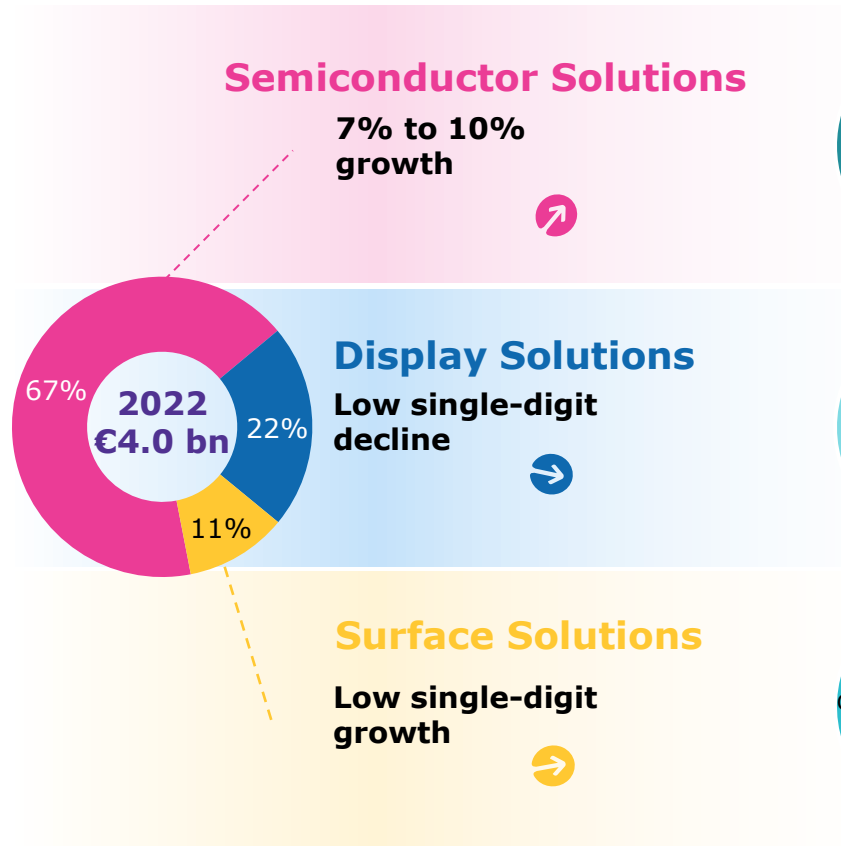 Semiconductor Solutions
7% to 10%
growth
67%
2022
€4.0 bn
22%
11%
Display Solutions
Low single-digit
decline
Surface Solutions
Low single-digit
growth